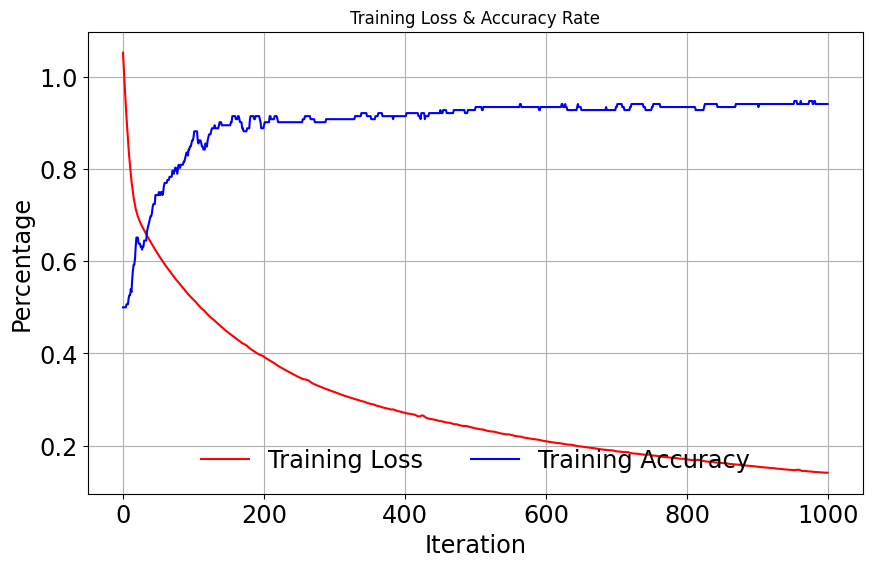 Training Loss & Accuracy Rate
Percentage
1.0
0.8
0.6
0.4
0.2
Training Loss
Training Accuracy
0
200
400
600
800
1000
Iteration